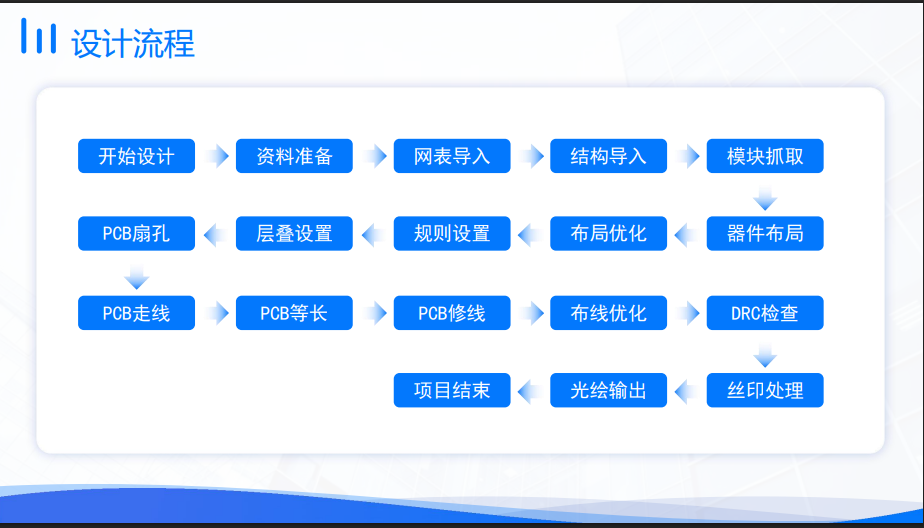 设计流程
开始设计 资料准备 网表导入 结构导入 模块抓取
PCB扇孔 层叠设置 规则设置 布局优化 器件布局
PCB走线 PCB等长 PCB修线 布线优化 DRC检查
项目结束 光绘输出 丝印处理